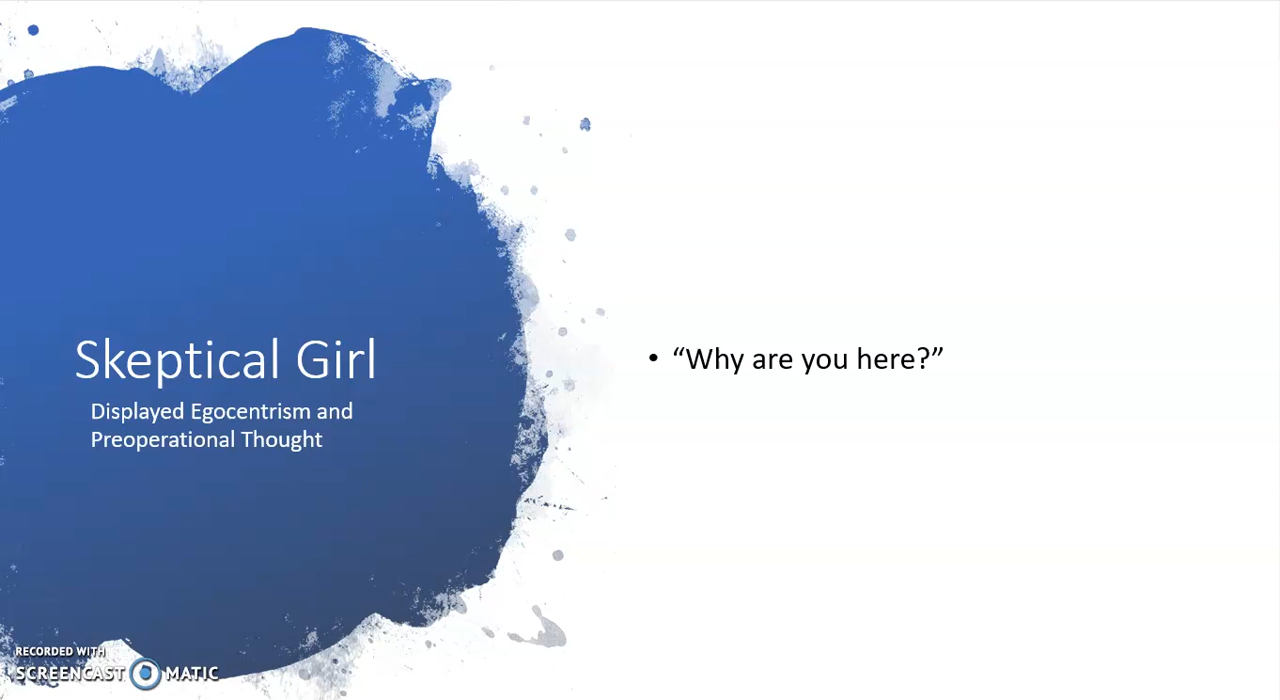 Skeptical Girl
Displayed Egocentrism and
Preoperational Thought
• “Why are you here?”
RECORDED WITH
SCREENCAST MATIC